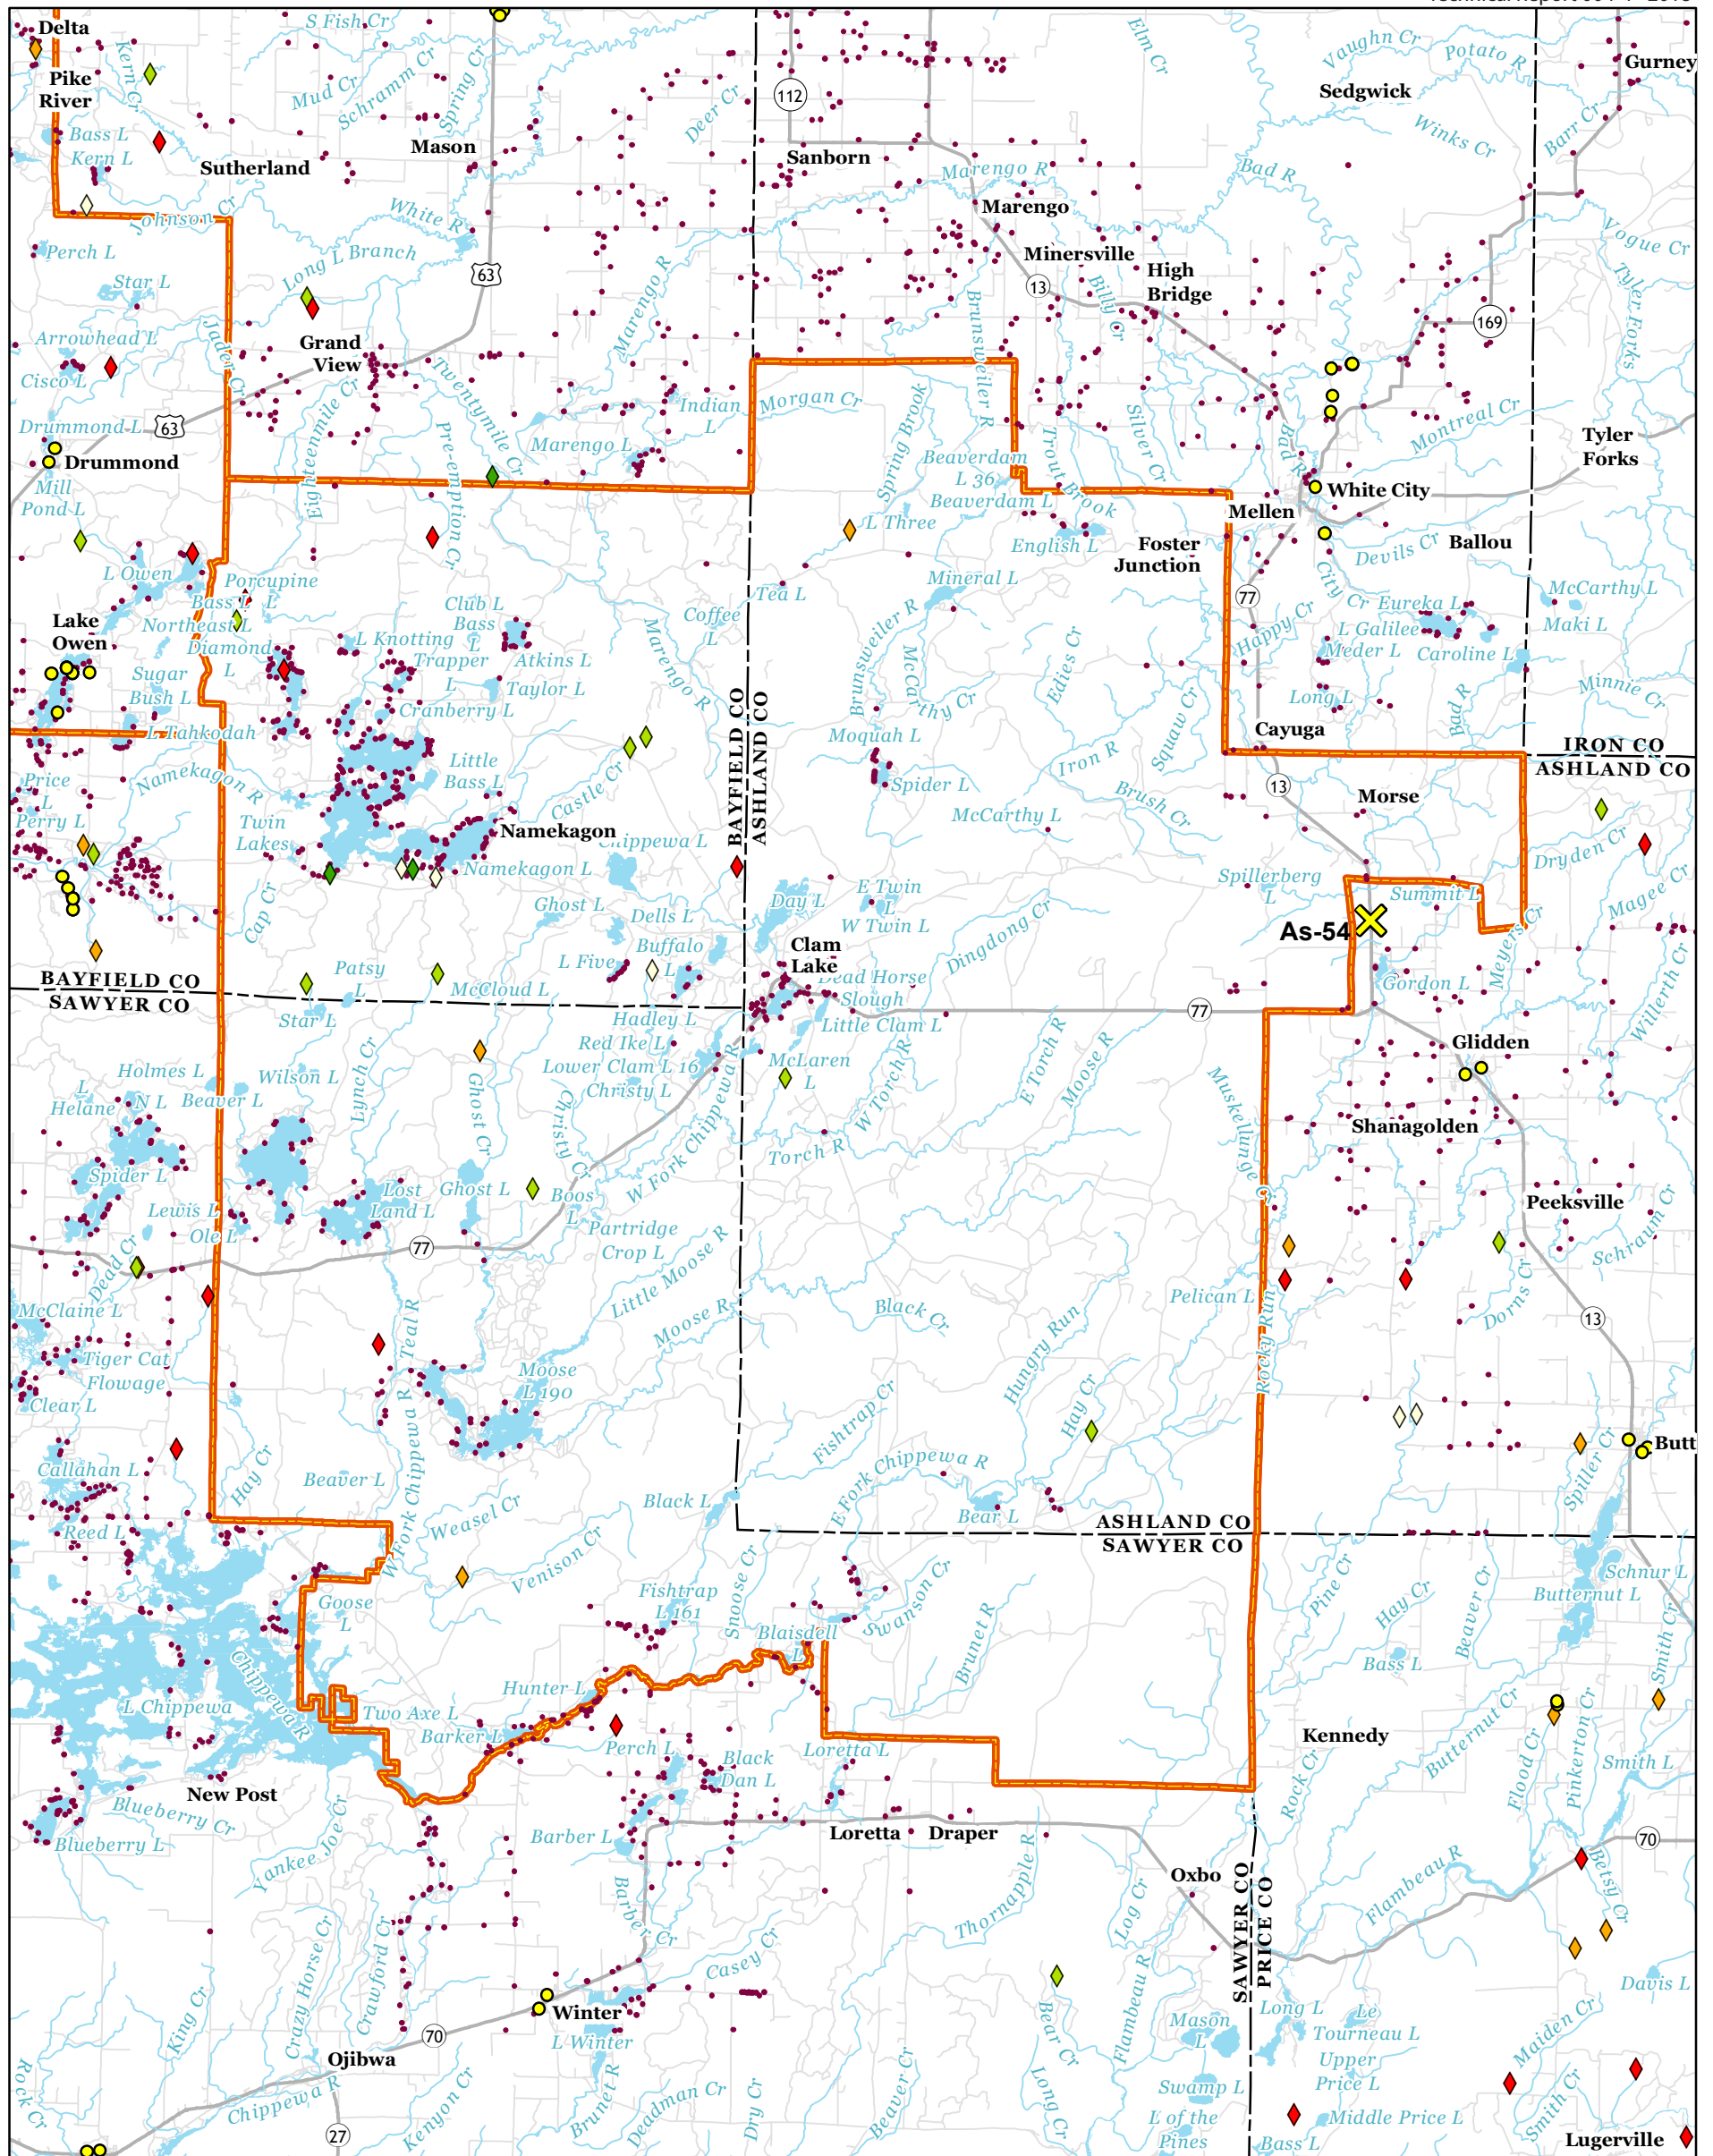 Delta
S Fish Cr
Kern Cr
Pike
River
Mud Cr
Schramm Cr
Spring Cr
Deer Cr
112
Elm Cr
Vaughn Cr
Potato R
Gurney
Sedgwick
Winks Cr
Barr Cr
Bass L
Kern L
Mason
Sutherland
Sanborn
Marengo R
Bad R
Marengo
Johnson Cr
White R
Perch L
Long L Branch
Minersville
High
Bridge
Vogue Cr
Star L
63
Marengo R
13
Billy Cr
Tyler Forks
Arrowhead L
Jader Cr
Grand
View
Brunsweiler R
169
Cisco L
Eighteenmile Cr
Twentymile Cr
Indian
L
Morgan Cr
Spring Brook
Silver Cr
Montreal Cr
Drummond L
63
Drummond
Marengo L
Pre-emption Cr
Beaverdam
L 36
Trout Brook
Bad R
Tyler
Forks
Mill
Pond L
Beaverdam L
White City
Mellen
L Three
English L
Foster
Junction
Devils Cr
Ballou
L Owen
Porcupine
L
Bass L
Northeast L
Club L
Bass
L
Coffee
L
Tea L
Mineral L
77
City Cr
Eureka L
McCarthy L
Maki L
Lake
Owen
Diamond
L
L Knotting
Trapper
L
Atkins L
Marengo R
Brunsweiler R
McCarthy Cr
Edies Cr
Happy Cr
L Galilee
Meder L
Caroline L
Sugar
Bush L
Taylor L
Cranberry L
Long L
Bad R
Minnie Cr
L Tahkodah
BAYFIELD CO
ASHLAND CO
Moquah L
Squaw Cr
Cayuga
IRON CO
ASHLAND CO
Price
L
Perry L
Namekagon R
Little
Bass L
Castle Cr
Spider L
Iron R
Brush Cr
13
Morse
Twin
Lakes
Namekagon
Chippewa L
McCarthy L
Dryden Cr
Namekagon L
Spillerberg
L
Summit L
Magee Cr
Cap Cr
Ghost L
Dells L
Day L
E Twin
L
W Twin L
Dingdong Cr
As-54
Meyers Cr
Buffalo
L
L Five
Clam
Lake
Dead Horse
Slough
Gordon L
Willerth Cr
BAYFIELD CO
SAWYER CO
Patsy
L
McCloud L
Star L
Hadley L
Little Clam L
77
Red Ike L
Glidden
Holmes L
Wilson L
Lynch Cr
Ghost Cr
Lower Clam L 16
Christy L
McLaren
L
E Torch R
Moose R
L
Helane
N L
Beaver L
Christy Cr
W Fork Chippewa R
W Torch R
Muskellunge Cr
Shanagolden
Torch R
Spider L
Lost
Land L
Ghost L
Boos
L
Peeksville
Lewis L
Ole L
Partridge
Crop L
Schraum Cr
77
Dead Cr
Little Moose R
McClaine L
Teal R
Moose R
Black Cr
Pelican L
Dorns Cr
13
Tiger Cat
Flowage
Clear L
Moose
L 190
Hungry Run
Rocky Run
Hay Cr
Fishtrap Cr
Callahan L
Hay Cr
Beaver L
W Fork Chippewa R
E Fork Chippewa R
Spiller Cr
Butt
Black L
Weasel Cr
Bear L
Reed L
Venison Cr
ASHLAND CO
SAWYER CO
Goose
L
Fishtrap
L 161
Snoose Cr
Swanson Cr
Pine Cr
Hay Cr
Beaver Cr
Schnur L
Butternut L
Blaisdell
L
Brunet R
Bass L
Smith Cr
Chippewa R
Hunter L
L Chippewa
Two Axe L
Barker L
Perch L
Black
Dan L
Loretta L
Kennedy
Butternut Cr
Flood Cr
Pinkerton Cr
Smith L
New Post
Rock Cr
Blueberry Cr
Blueberry L
Yankee Joe Cr
Barber L
Loretta
Draper
70
Oxbo
Thornapple R
Log Cr
SAWYER CO
PRICE CO
Flambeau R
Betsy Cr
Barber Cr
Crazy Horse Cr
Crawford Cr
Casey Cr
Davis L
King Cr
Winter
L Winter
70
Ojibwa
Bear Cr
Flambeau R
Mason
L
Long L
Le
Tourneau L
Upper
Price L
Maiden Cr
Rock Cr
Chippewa R
Kenyon Cr
Brunet R
Deadman Cr
Dry Cr
Beaver Cr
Long Cr
Swamp L
L of the
Pines
Middle Price L
Smith Cr
27
Bass L
Lugerville